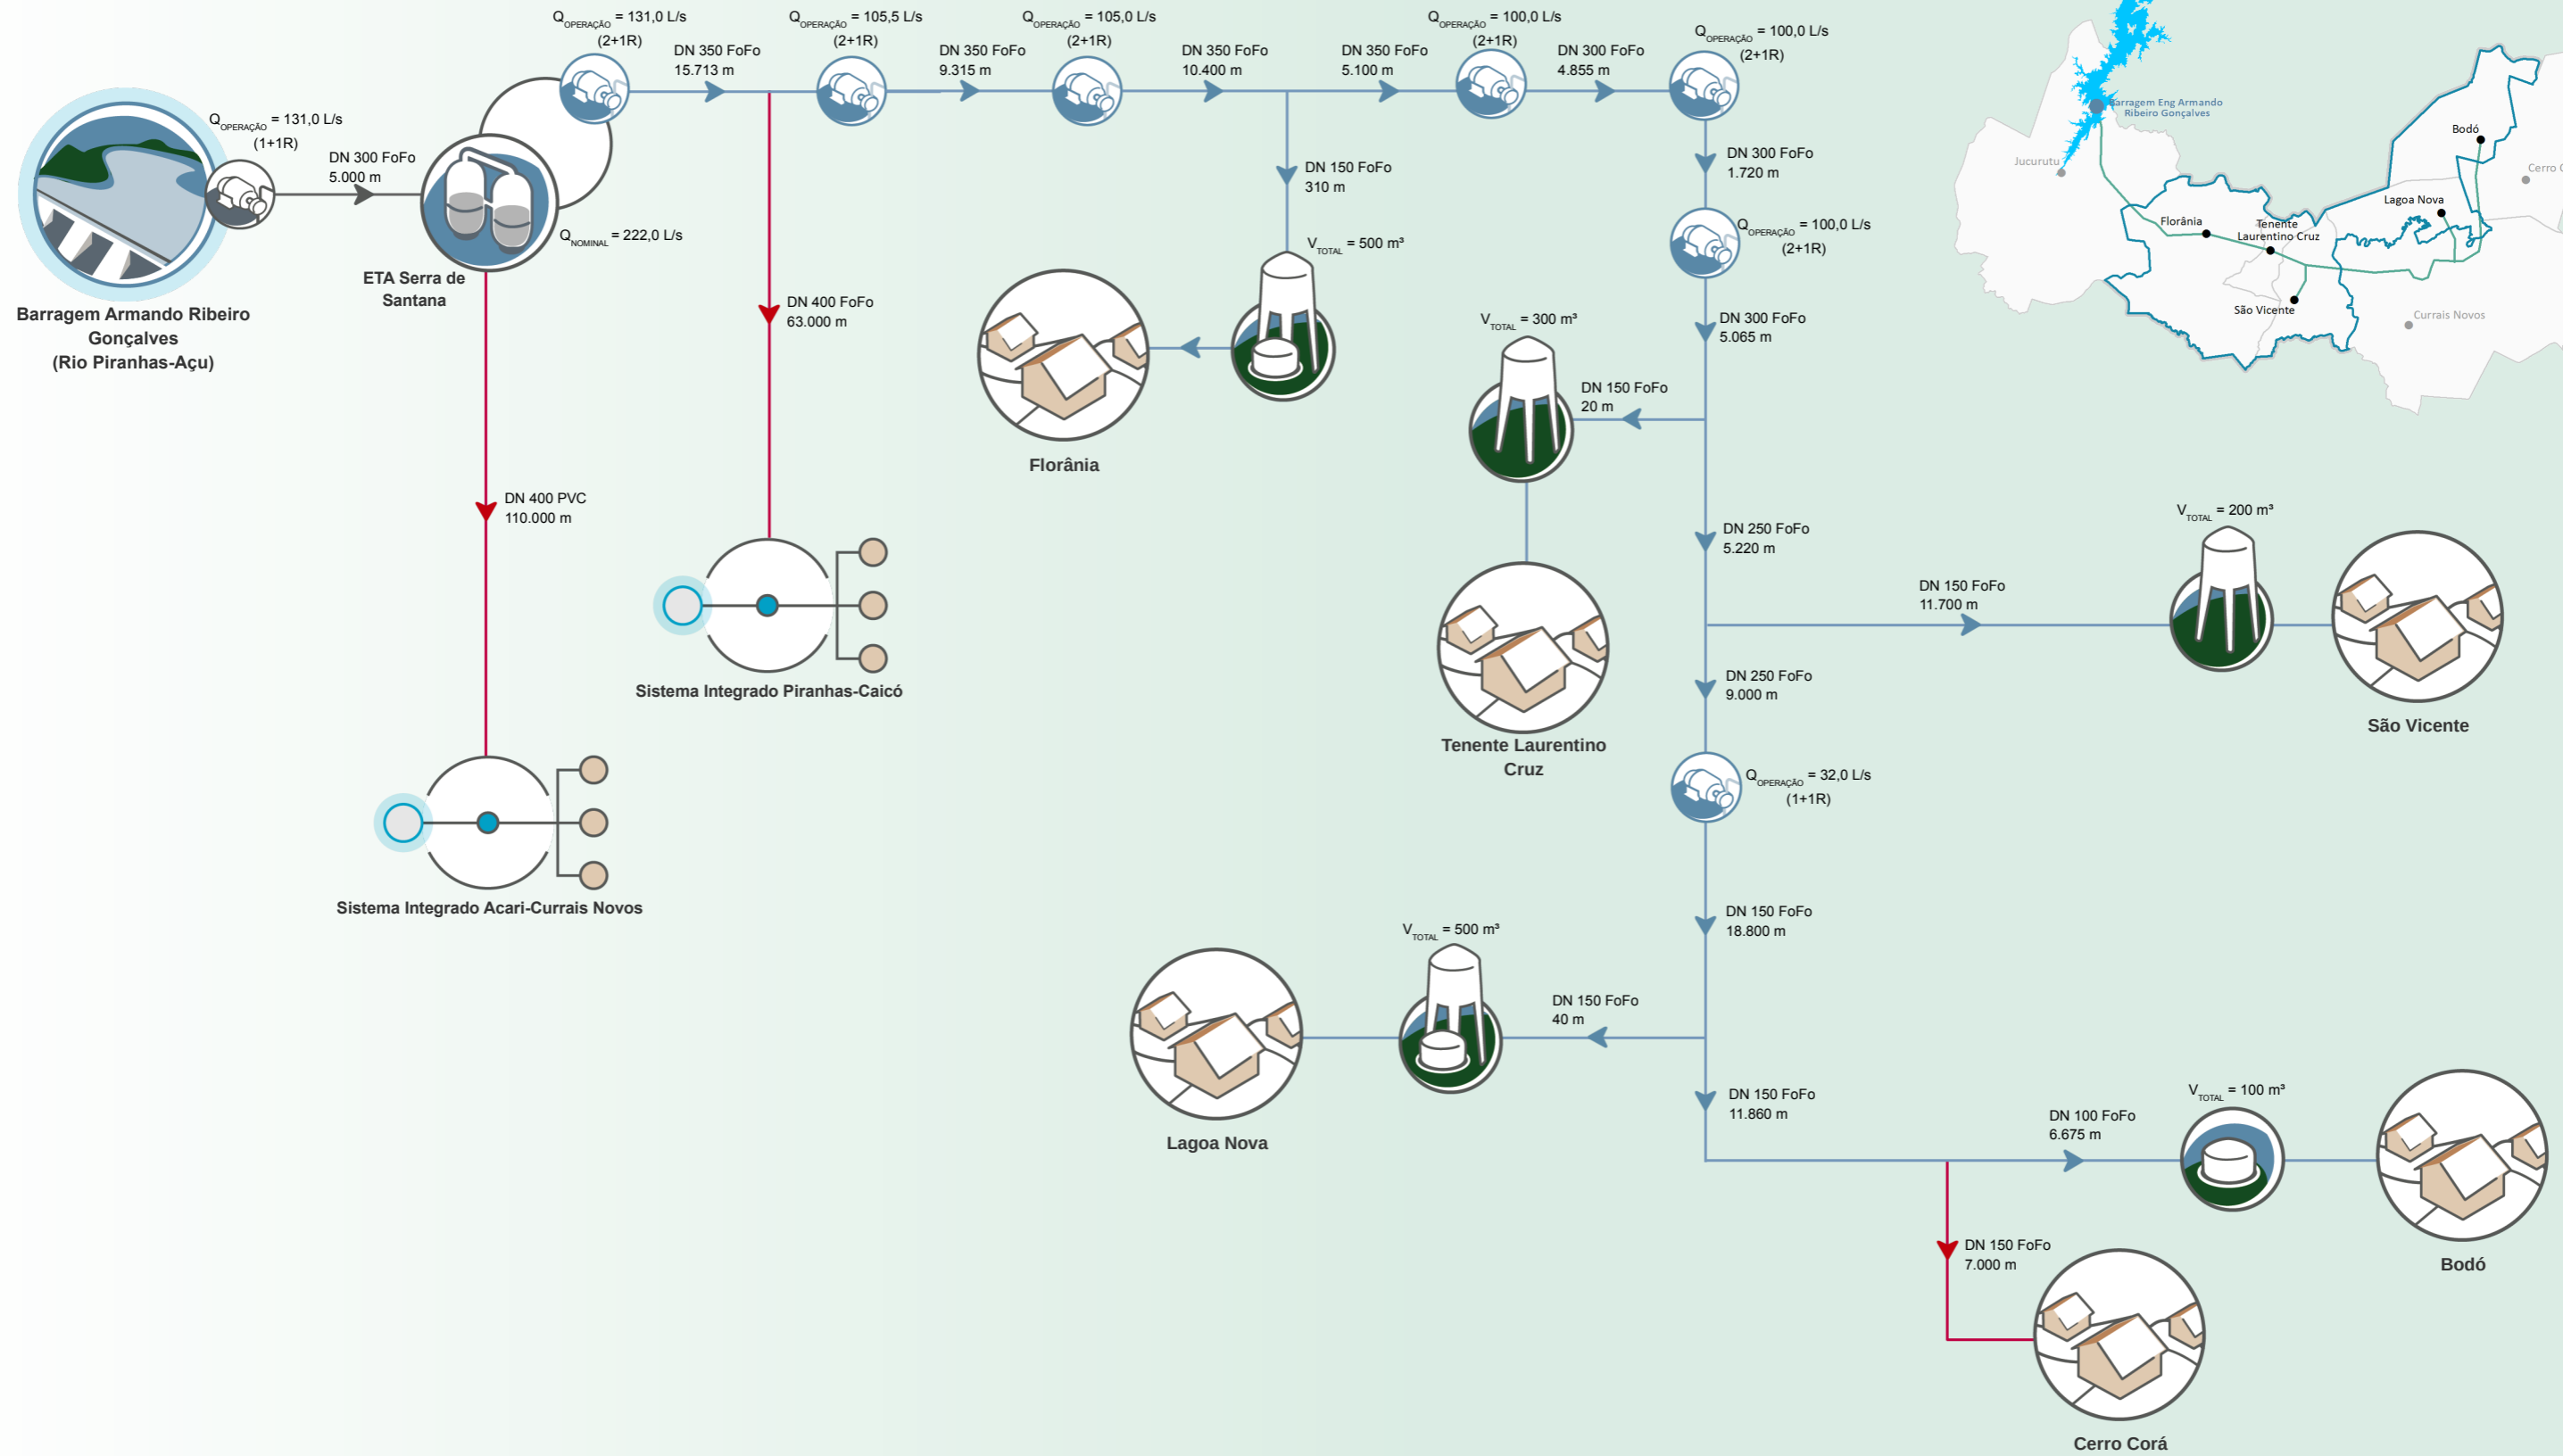 Q OPERAÇÃO = 131,0 L/s
(1+1R)
DN 300 FoFo
5.000 m
Barragem Armando Ribeiro
Gonçalves
(Rio Piranhas-Açu)
ETA Serra de
Santana
Q NOMINAL = 222,0 L/s
Q OPERAÇÃO = 131,0 L/s
(2+1R)
DN 350 FoFo
15.713 m
Q OPERAÇÃO = 105,5 L/s
(2+1R)
DN 350 FoFo
9.315 m
Q OPERAÇÃO = 105,0 L/s
(2+1R)
DN 350 FoFo
10.400 m
DN 350 FoFo
5.100 m
Q OPERAÇÃO = 100,0 L/s
(2+1R)
DN 300 FoFo
4.855 m
Q OPERAÇÃO = 100,0 L/s
(2+1R)
DN 300 FoFo
1.720 m
Q OPERAÇÃO = 100,0 L/s
(2+1R)
DN 300 FoFo
5.065 m
DN 150 FoFo
310 m
V TOTAL = 500 m³
Florânia
DN 400 FoFo
63.000 m
Sistema Integrado Piranhas-Caicó
DN 400 PVC
110.000 m
Sistema Integrado Acari-Currais Novos
V TOTAL = 300 m³
DN 150 FoFo
20 m
Tenente Laurentino
Cruz
DN 250 FoFo
5.220 m
DN 150 FoFo
11.700 m
V TOTAL = 200 m³
São Vicente
DN 250 FoFo
9.000 m
Q OPERAÇÃO = 32,0 L/s
(1+1R)
DN 150 FoFo
18.800 m
V TOTAL = 500 m³
DN 150 FoFo
40 m
Lagoa Nova
DN 150 FoFo
11.860 m
DN 100 FoFo
6.675 m
V TOTAL = 100 m³
Bodó
DN 150 FoFo
7.000 m
Cerro Corá
Barragem Eng Armando
Ribeiro Gonçalves
Jucurutu
Bodó
Cerro C
Lagoa Nova
Florânia
Tenente
Laurentino Cruz
São Vicente
Currais Novos